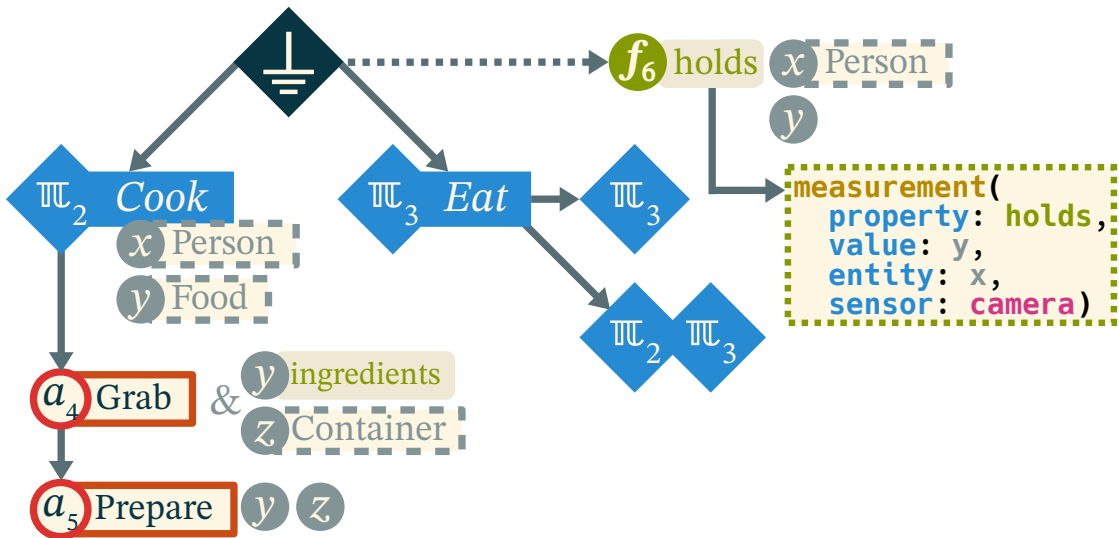 f₆ holds x Person
y
ℼ₂ Cook
x Person
y Food
ℼ₃ Eat
ℼ₃
ℼ₂ ℼ₃
measurement(
property: holds,
value: y,
entity: x,
sensor: camera)
a₄ Grab & y ingredients
z Container
a₅ Prepare y z